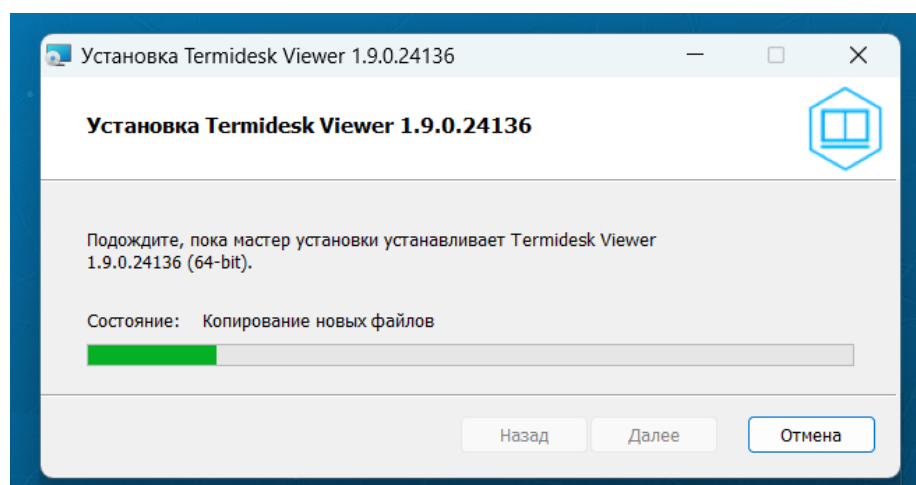 Установка Termidesk Viewer 1.9.0.24136
Установка Termidesk Viewer 1.9.0.24136
Подождите, пока мастер установки устанавливает Termidesk Viewer
1.9.0.24136 (64-bit).
Состояние: Копирование новых файлов
Назад Далее Отмена